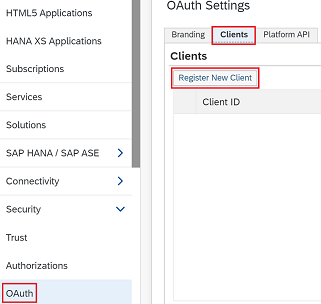 HTML5 Applications
HANA XS Applications
Subscriptions
Services
Solutions
SAP HANA / SAP ASE
Connectivity
Security
Trust
Authorizations
OAuth
OAuth Settings
Branding Clients Platform API
Clients
Register New Client
Client ID